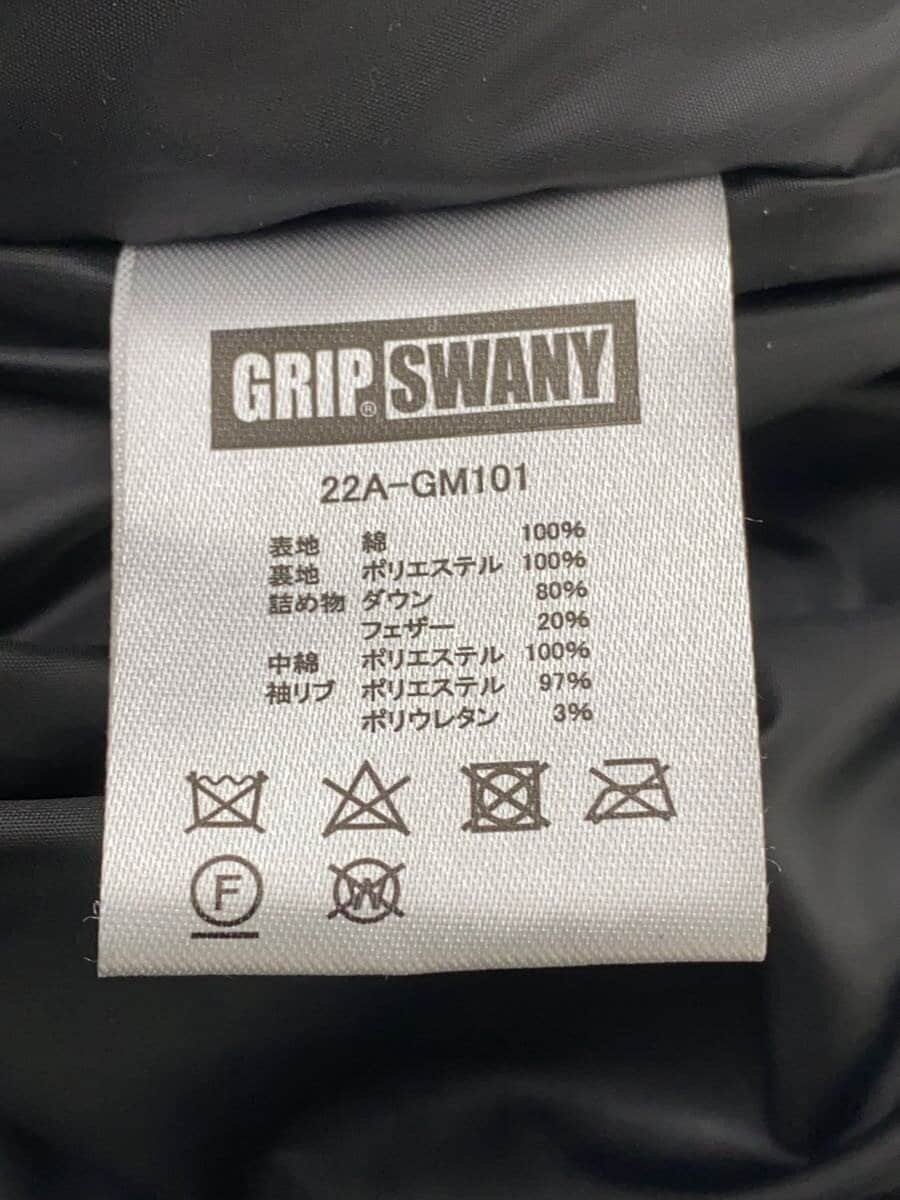 GRIP® SWANY
22A-GM101
表地 綿 100%
裏地 ポリエステル 100%
詰め物 ダウン 80%
フェザー 20%
中綿 ポリエステル 100%
袖リブ ポリエステル 97%
ポリウレタン 3%
F W